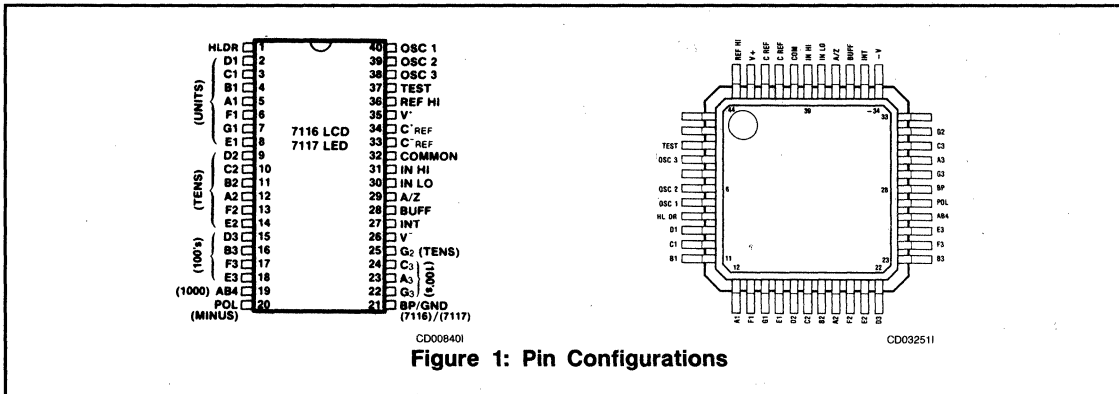 HLDR 1
D1 2
C1 3
B1 4
A1 5
F1 6
G1 7
E1 8
(UNITS)
D2 9
C2 10
B2 11
A2 12
F2 13
E2 14
(TENS)
D3 15
B3 16
F3 17
E3 18
(100's)
(1000) AB4 19
POL 20
(MINUS)
7116 LCD
7117 LED
40 OSC 1
39 OSC 2
38 OSC 3
37 TEST
36 REF HI
35 V+
34 C+REF
33 C-REF
32 COMMON
31 IN HI
30 IN LO
29 A/Z
28 BUFF
27 INT
26 V-
25 G2 (TENS)
24 C3
23 A3
22 G3
(100's)
21 BP/GND
(7116)/(7117)
CD00840I
REF HI
V+
C REF
C REF
COM
IN HI
IN LO
A/Z
BUFF
INT
-V
44
39
34
33
TEST
OSC 3
OSC 2
OSC 1
HL DR
D1
C1
B1
6
11
12
G2
C3
A3
G3
BP
POL
AB4
E3
F3
B3
28
23
22
A1
F1
G1
E1
D2
C2
B2
A2
F2
E2
D3
CD03251I
Figure 1: Pin Configurations